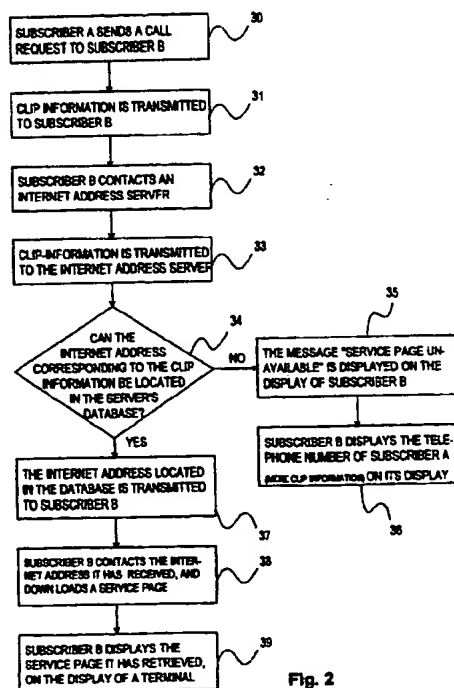 30
SUBSCRIBER A SENDS A CALL
REQUEST TO SUBSCRIBER B
31
CLIP INFORMATION IS TRANSMITTED
TO SUBSCRIBER B
32
SUBSCRIBER B CONTACTS AN
INTERNET ADDRESS SERVER
33
CLIP-INFORMATION IS TRANSMITTED
TO THE INTERNET ADDRESS SERVER
34
CAN THE
INTERNET ADDRESS
CORRESPONDING TO THE CLIP
INFORMATION BE LOCATED
IN THE SERVER'S
DATABASE?
NO
35
THE MESSAGE "SERVICE PAGE UN-
AVAILABLE" IS DISPLAYED ON THE
DISPLAY OF SUBSCRIBER B
SUBSCRIBER B DISPLAYS THE TELE-
PHONE NUMBER OF SUBSCRIBER A
(MERE CLIP INFORMATION) ON ITS DISPLAY
36
YES
THE INTERNET ADDRESS LOCATED
IN THE DATABASE IS TRANSMITTED
TO SUBSCRIBER B
37
SUBSCRIBER B CONTACTS THE INTER-
NET ADDRESS IT HAS RECEIVED, AND
DOWN LOADS A SERVICE PAGE
38
SUBSCRIBER B DISPLAYS THE
SERVICE PAGE IT HAS RETRIEVED,
ON THE DISPLAY OF A TERMINAL
39
Fig. 2